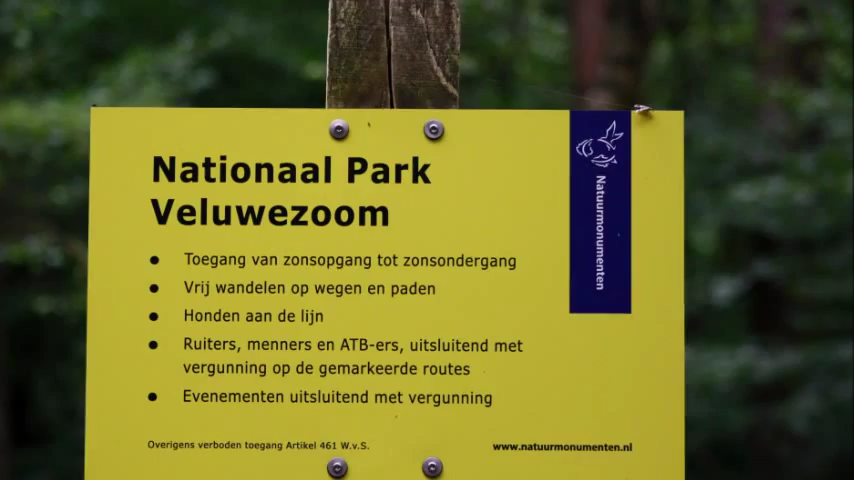 Nationaal Park
Veluwezoom
Natuurmonumenten
• Toegang van zonsopgang tot zonsondergang
• Vrij wandelen op wegen en paden
• Honden aan de lijn
• Ruiters, menners en ATB-ers, uitsluitend met
vergunning op de gemarkeerde routes
• Evenementen uitsluitend met vergunning
Overigens verboden toegang Artikel 461 W.v.S.
www.natuurmonumenten.nl